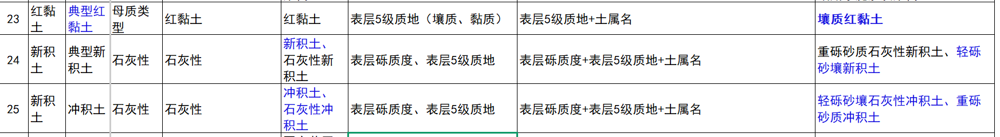 23 红黏土 典型红黏土 母质类型 红黏土 红黏土 表层5级质地（壤质、黏质） 表层5级质地+土属名 壤质红黏土
24 新积土 典型新积土 石灰性 石灰性 新积土、石灰性新积土 表层砾质度、表层5级质地 表层砾质度+表层5级质地+土属名 重砾砂质石灰性新积土、轻砾砂壤新积土
25 新积土 冲积土 石灰性 石灰性 冲积土、石灰性冲积土 表层砾质度、表层5级质地 表层砾质度+表层5级质地+土属名 轻砾砂壤石灰性冲积土、重砾砂质冲积土